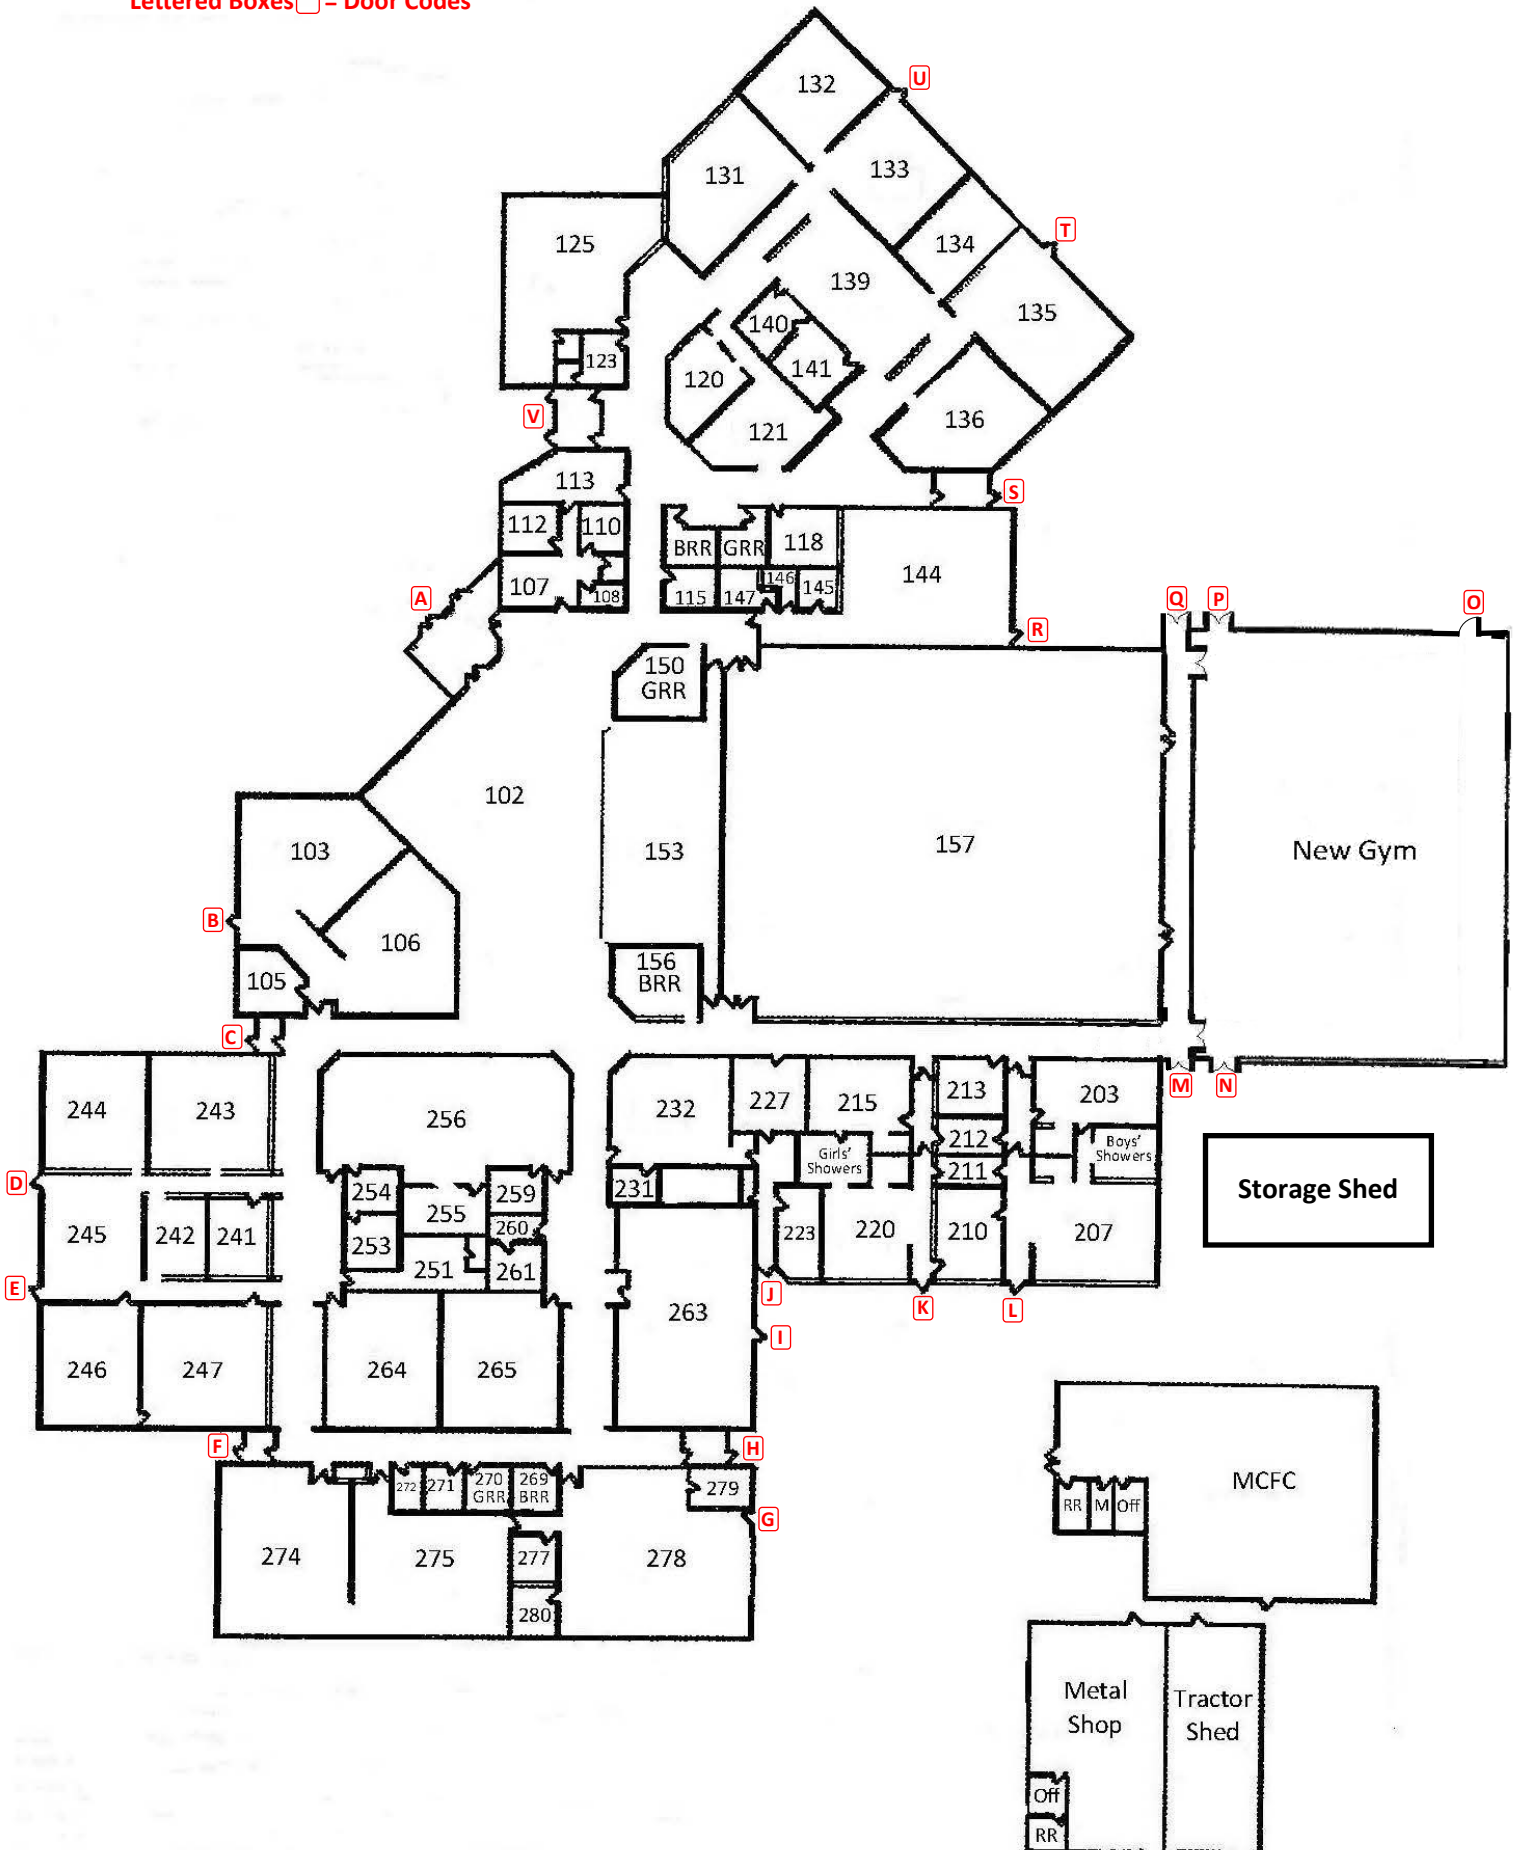 Lettered Boxes = Door Codes
132
U
133
131
T
134
125
139
135
140
123
141
120
V
136
121
113
S
112
110
BRR
GRR
118
144
107
146
145
108
115
147
A
Q
P
O
R
150
GRR
102
103
153
157
New Gym
B
106
156
BRR
105
C
M
N
244
243
256
232
227
215
213
203
212
Boys'
Showers
Girls'
Showers
211
D
254
259
231
Storage Shed
255
245
242
241
253
260
223
220
210
207
251
261
E
J
K
L
263
I
246
247
264
265
F
H
272
271
270
GRR
269
BRR
279
MCFC
RR
M
Off
G
274
275
277
278
280
Metal
Shop
Tractor
Shed
Off
RR